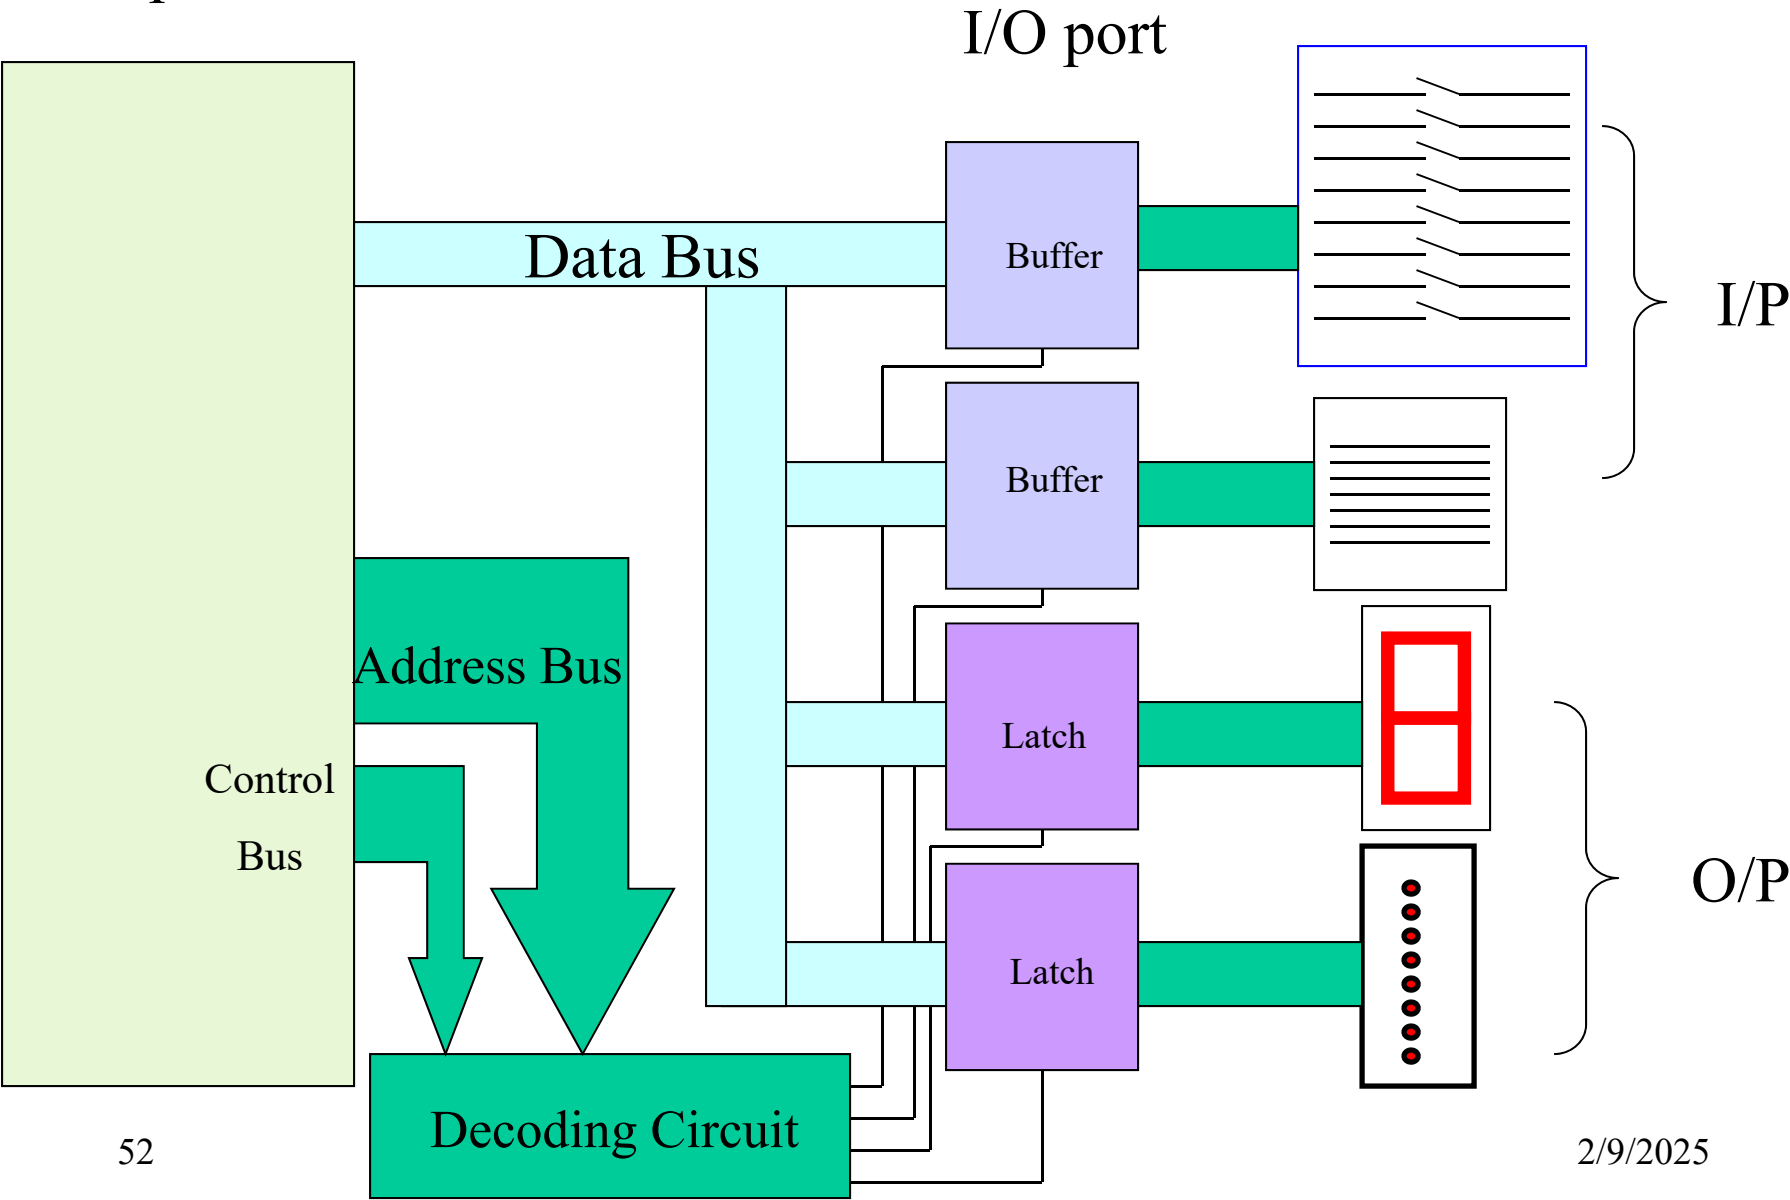 I/O port
Data Bus
Buffer
I/P
Buffer
Address Bus
Latch
Control
Bus
O/P
Latch
Decoding Circuit
52
2/9/2025